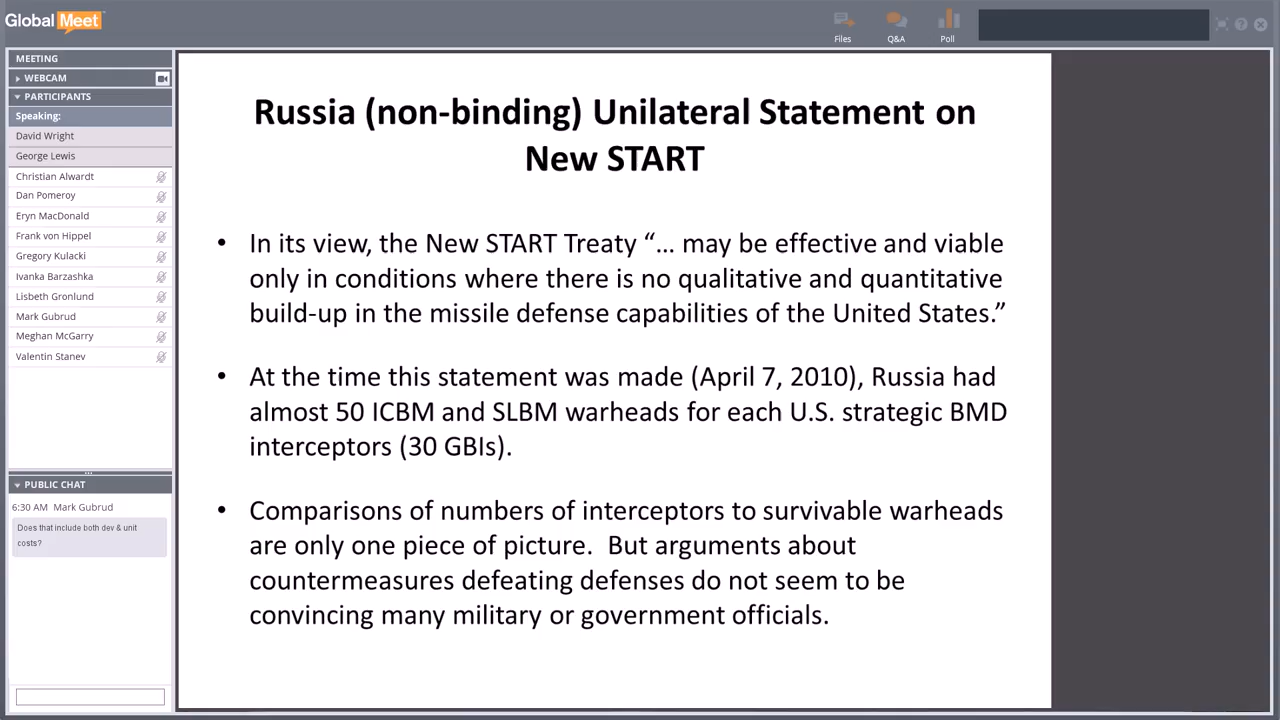 Global Meet
Files
Q&A
Poll
MEETING
WEBCAM
PARTICIPANTS
Speaking:
David Wright
George Lewis
Christian Alwardt
Dan Pomeroy
Eryn MacDonald
Frank von Hippel
Gregory Kulacki
Ivanka Barzashka
Lisbeth Gronlund
Mark Gubrud
Meghan McGarry
Valentin Stanev
PUBLIC CHAT
6:30 AM Mark Gubrud
Does that include both dev & unit
costs?
Russia (non-binding) Unilateral Statement on
New START
• In its view, the New START Treaty “… may be effective and viable
only in conditions where there is no qualitative and quantitative
build-up in the missile defense capabilities of the United States.”
• At the time this statement was made (April 7, 2010), Russia had
almost 50 ICBM and SLBM warheads for each U.S. strategic BMD
interceptors (30 GBIs).
• Comparisons of numbers of interceptors to survivable warheads
are only one piece of picture.  But arguments about
countermeasures defeating defenses do not seem to be
convincing many military or government officials.